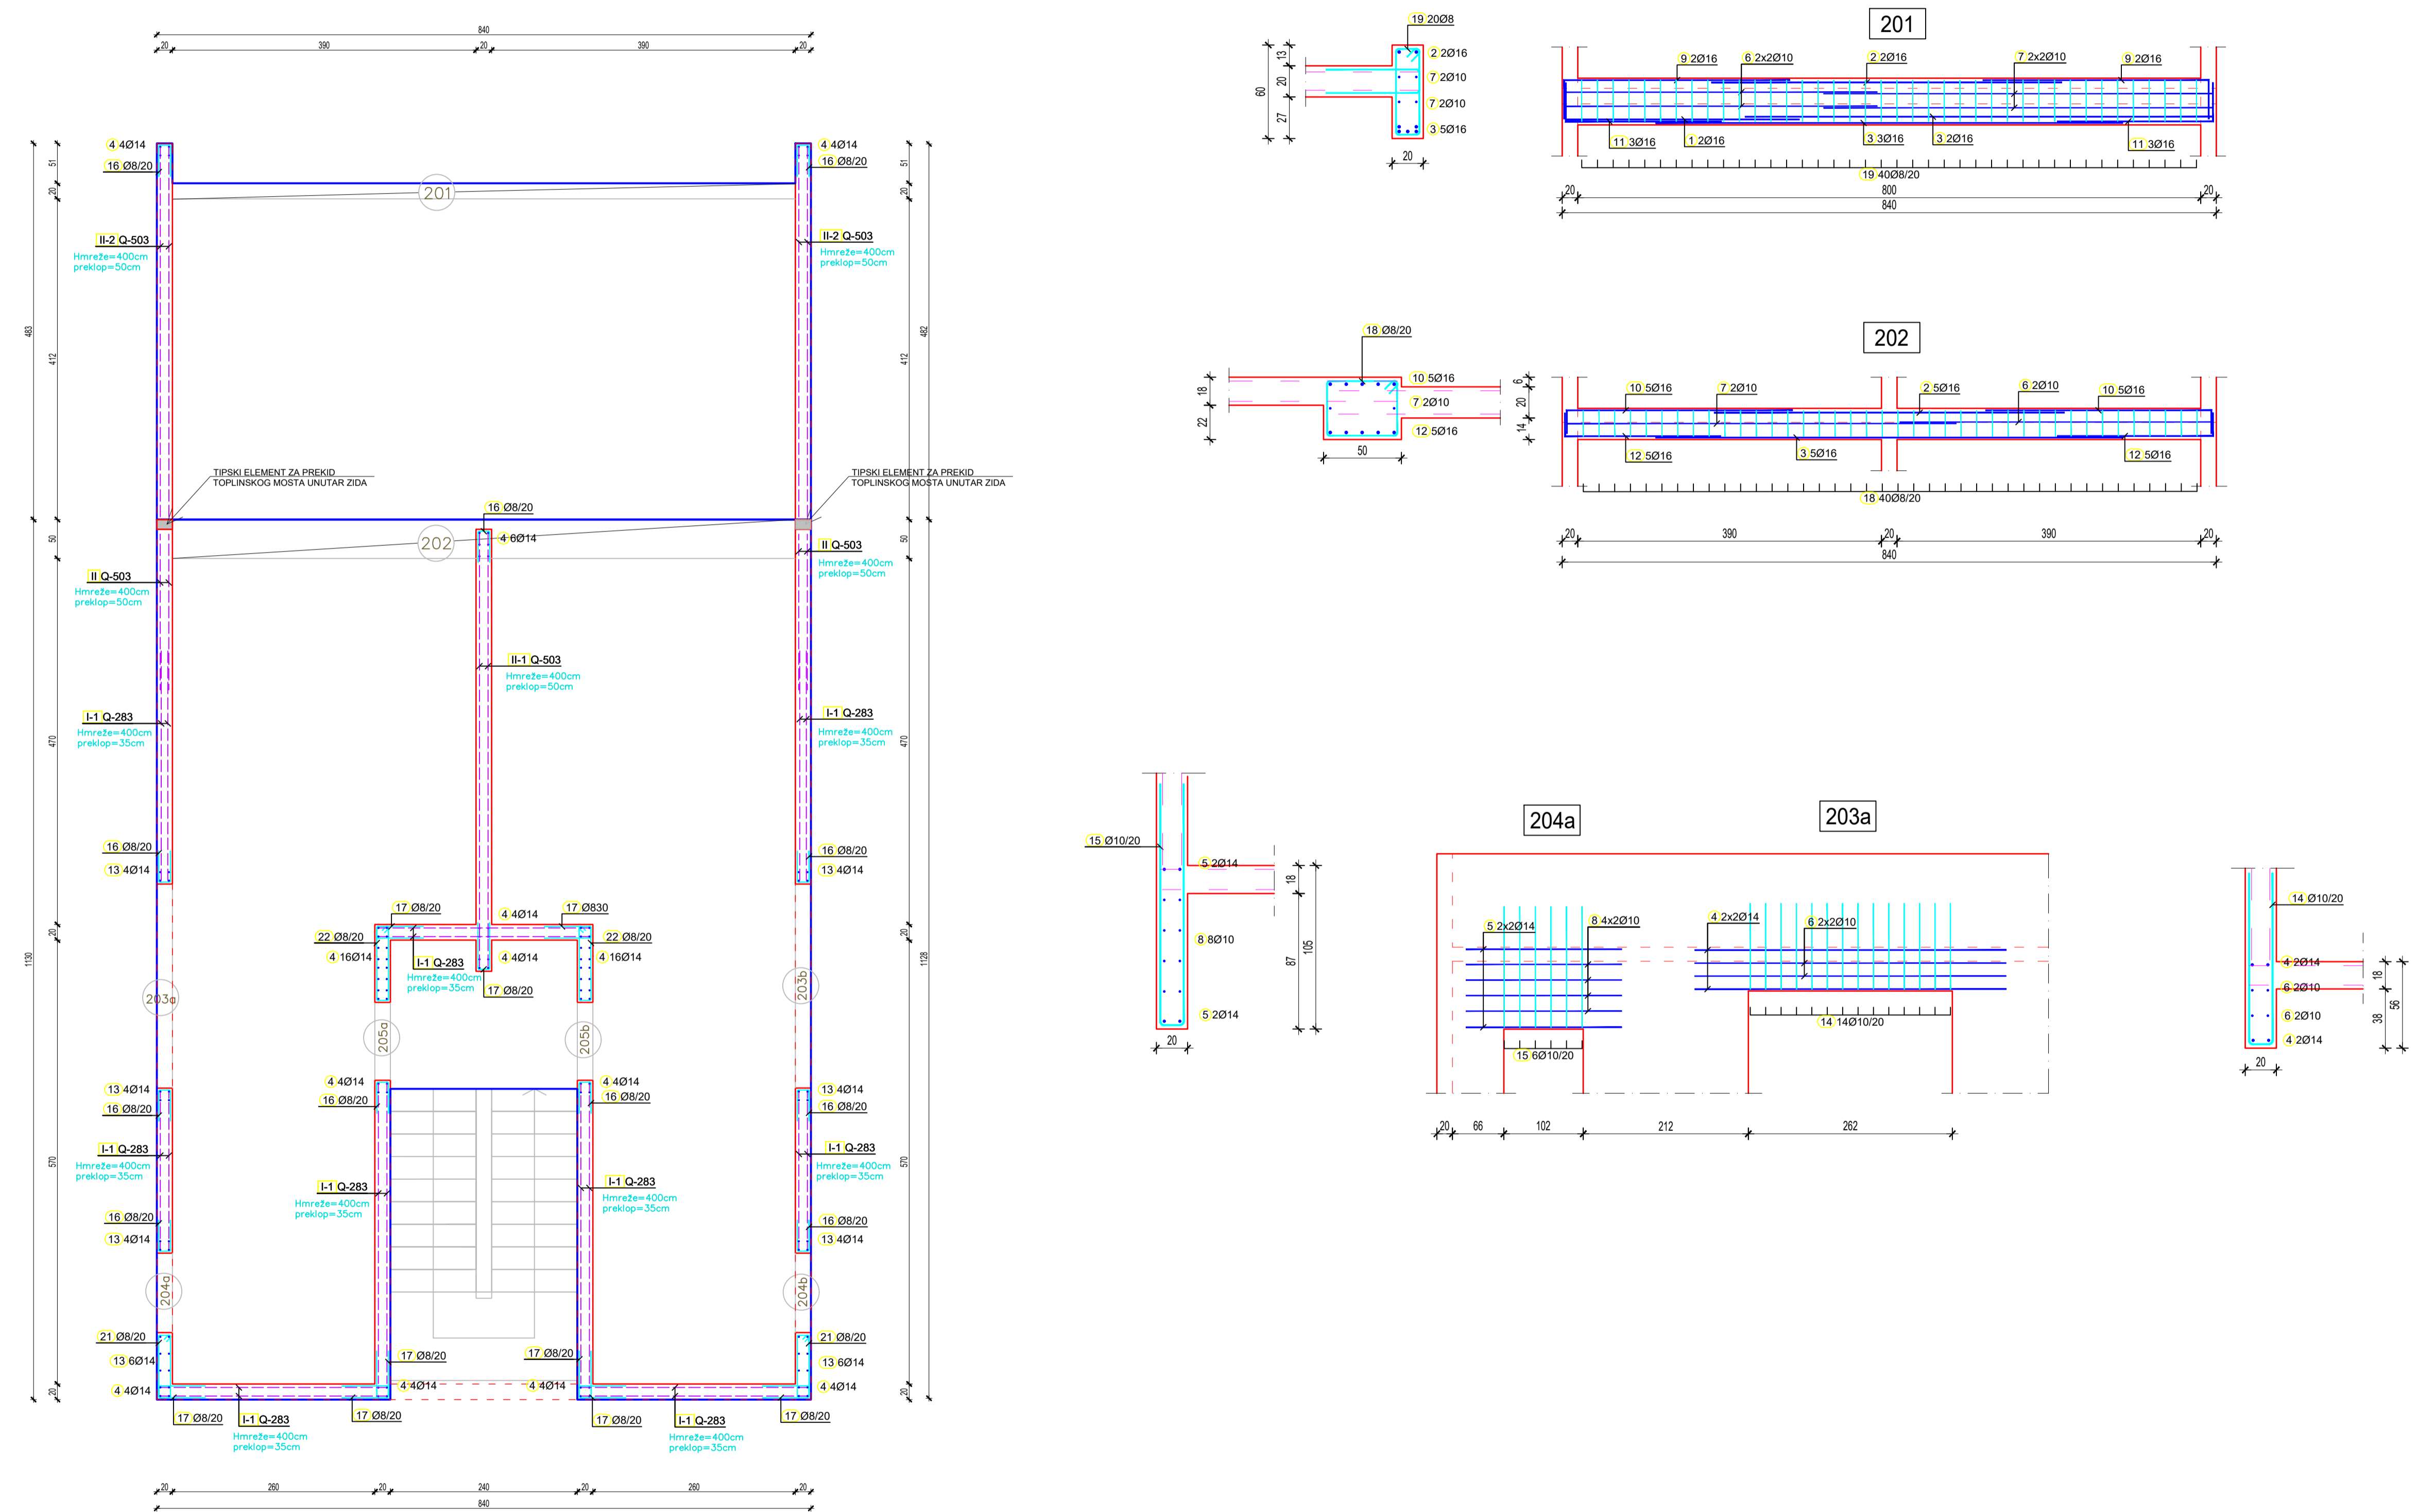 840
20
390
20
390
20
4 4Ø14
16 Ø8/20
4 4Ø14
16 Ø8/20
51
20
51
20
201
II-2 Q-503
Hmreže=400cm
preklop=50cm
II-2 Q-503
Hmreže=400cm
preklop=50cm
483
412
412
482
TIPSKI ELEMENT ZA PREKID
TOPLINSKOG MOSTA UNUTAR ZIDA
TIPSKI ELEMENT ZA PREKID
TOPLINSKOG MOSTA UNUTAR ZIDA
16 Ø8/20
4 6Ø14
50
202
50
II Q-503
Hmreže=400cm
preklop=50cm
II Q-503
Hmreže=400cm
preklop=50cm
II-1 Q-503
Hmreže=400cm
preklop=50cm
I-1 Q-283
Hmreže=400cm
preklop=35cm
I-1 Q-283
Hmreže=400cm
preklop=35cm
470
470
16 Ø8/20
13 4Ø14
16 Ø8/20
13 4Ø14
17 Ø8/20
4 4Ø14
17 Ø830
22 Ø8/20
4 16Ø14
22 Ø8/20
4 16Ø14
I-1 Q-283
Hmreže=400cm
preklop=35cm
4 4Ø14
17 Ø8/20
20
20
1130
1128
203a
203b
205a
205b
13 4Ø14
16 Ø8/20
4 4Ø14
16 Ø8/20
4 4Ø14
16 Ø8/20
13 4Ø14
16 Ø8/20
I-1 Q-283
Hmreže=400cm
preklop=35cm
I-1 Q-283
Hmreže=400cm
preklop=35cm
I-1 Q-283
Hmreže=400cm
preklop=35cm
I-1 Q-283
Hmreže=400cm
preklop=35cm
570
570
16 Ø8/20
13 4Ø14
16 Ø8/20
13 4Ø14
204a
204b
21 Ø8/20
13 6Ø14
4 4Ø14
17 Ø8/20
4 4Ø14
17 Ø8/20
4 4Ø14
21 Ø8/20
13 6Ø14
4 4Ø14
20
20
17 Ø8/20
I-1 Q-283
Hmreže=400cm
preklop=35cm
17 Ø8/20
17 Ø8/20
I-1 Q-283
Hmreže=400cm
preklop=35cm
17 Ø8/20
20
260
20
240
20
260
20
840
19 20Ø8
2 2Ø16
7 2Ø10
7 2Ø10
3 5Ø16
60
13
20
27
20
201
9 2Ø16
6 2x2Ø10
2 2Ø16
7 2x2Ø10
9 2Ø16
11 3Ø16
1 2Ø16
3 3Ø16
3 2Ø16
11 3Ø16
19 40Ø8/20
20
800
20
840
18 Ø8/20
10 5Ø16
7 2Ø10
12 5Ø16
18
22
6
20
14
50
202
10 5Ø16
7 2Ø10
2 5Ø16
6 2Ø10
10 5Ø16
12 5Ø16
3 5Ø16
12 5Ø16
18 40Ø8/20
20
390
20
390
20
840
15 Ø10/20
5 2Ø14
8 8Ø10
5 2Ø14
18
87
105
20
204a
203a
5 2x2Ø14
8 4x2Ø10
4 2x2Ø14
6 2x2Ø10
15 6Ø10/20
14 14Ø10/20
20
66
102
212
262
14 Ø10/20
4 2Ø14
6 2Ø10
6 2Ø10
4 2Ø14
18
38
56
20